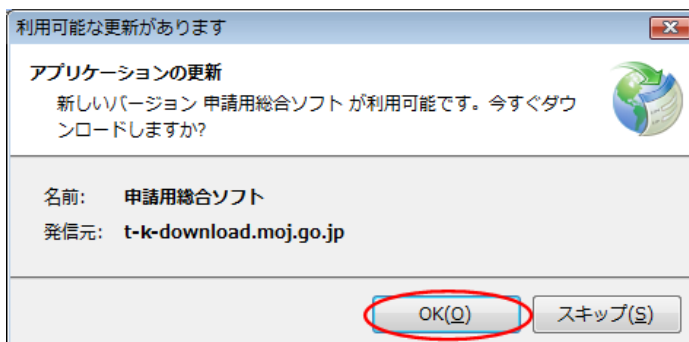 利用可能な更新があります
アプリケーションの更新
新しいバージョン 申請用総合ソフト が利用可能です。今すぐダウ
ンロードしますか?
名前: 申請用総合ソフト
発信元: t-k-download.moj.go.jp
OK(O) スキップ(S)